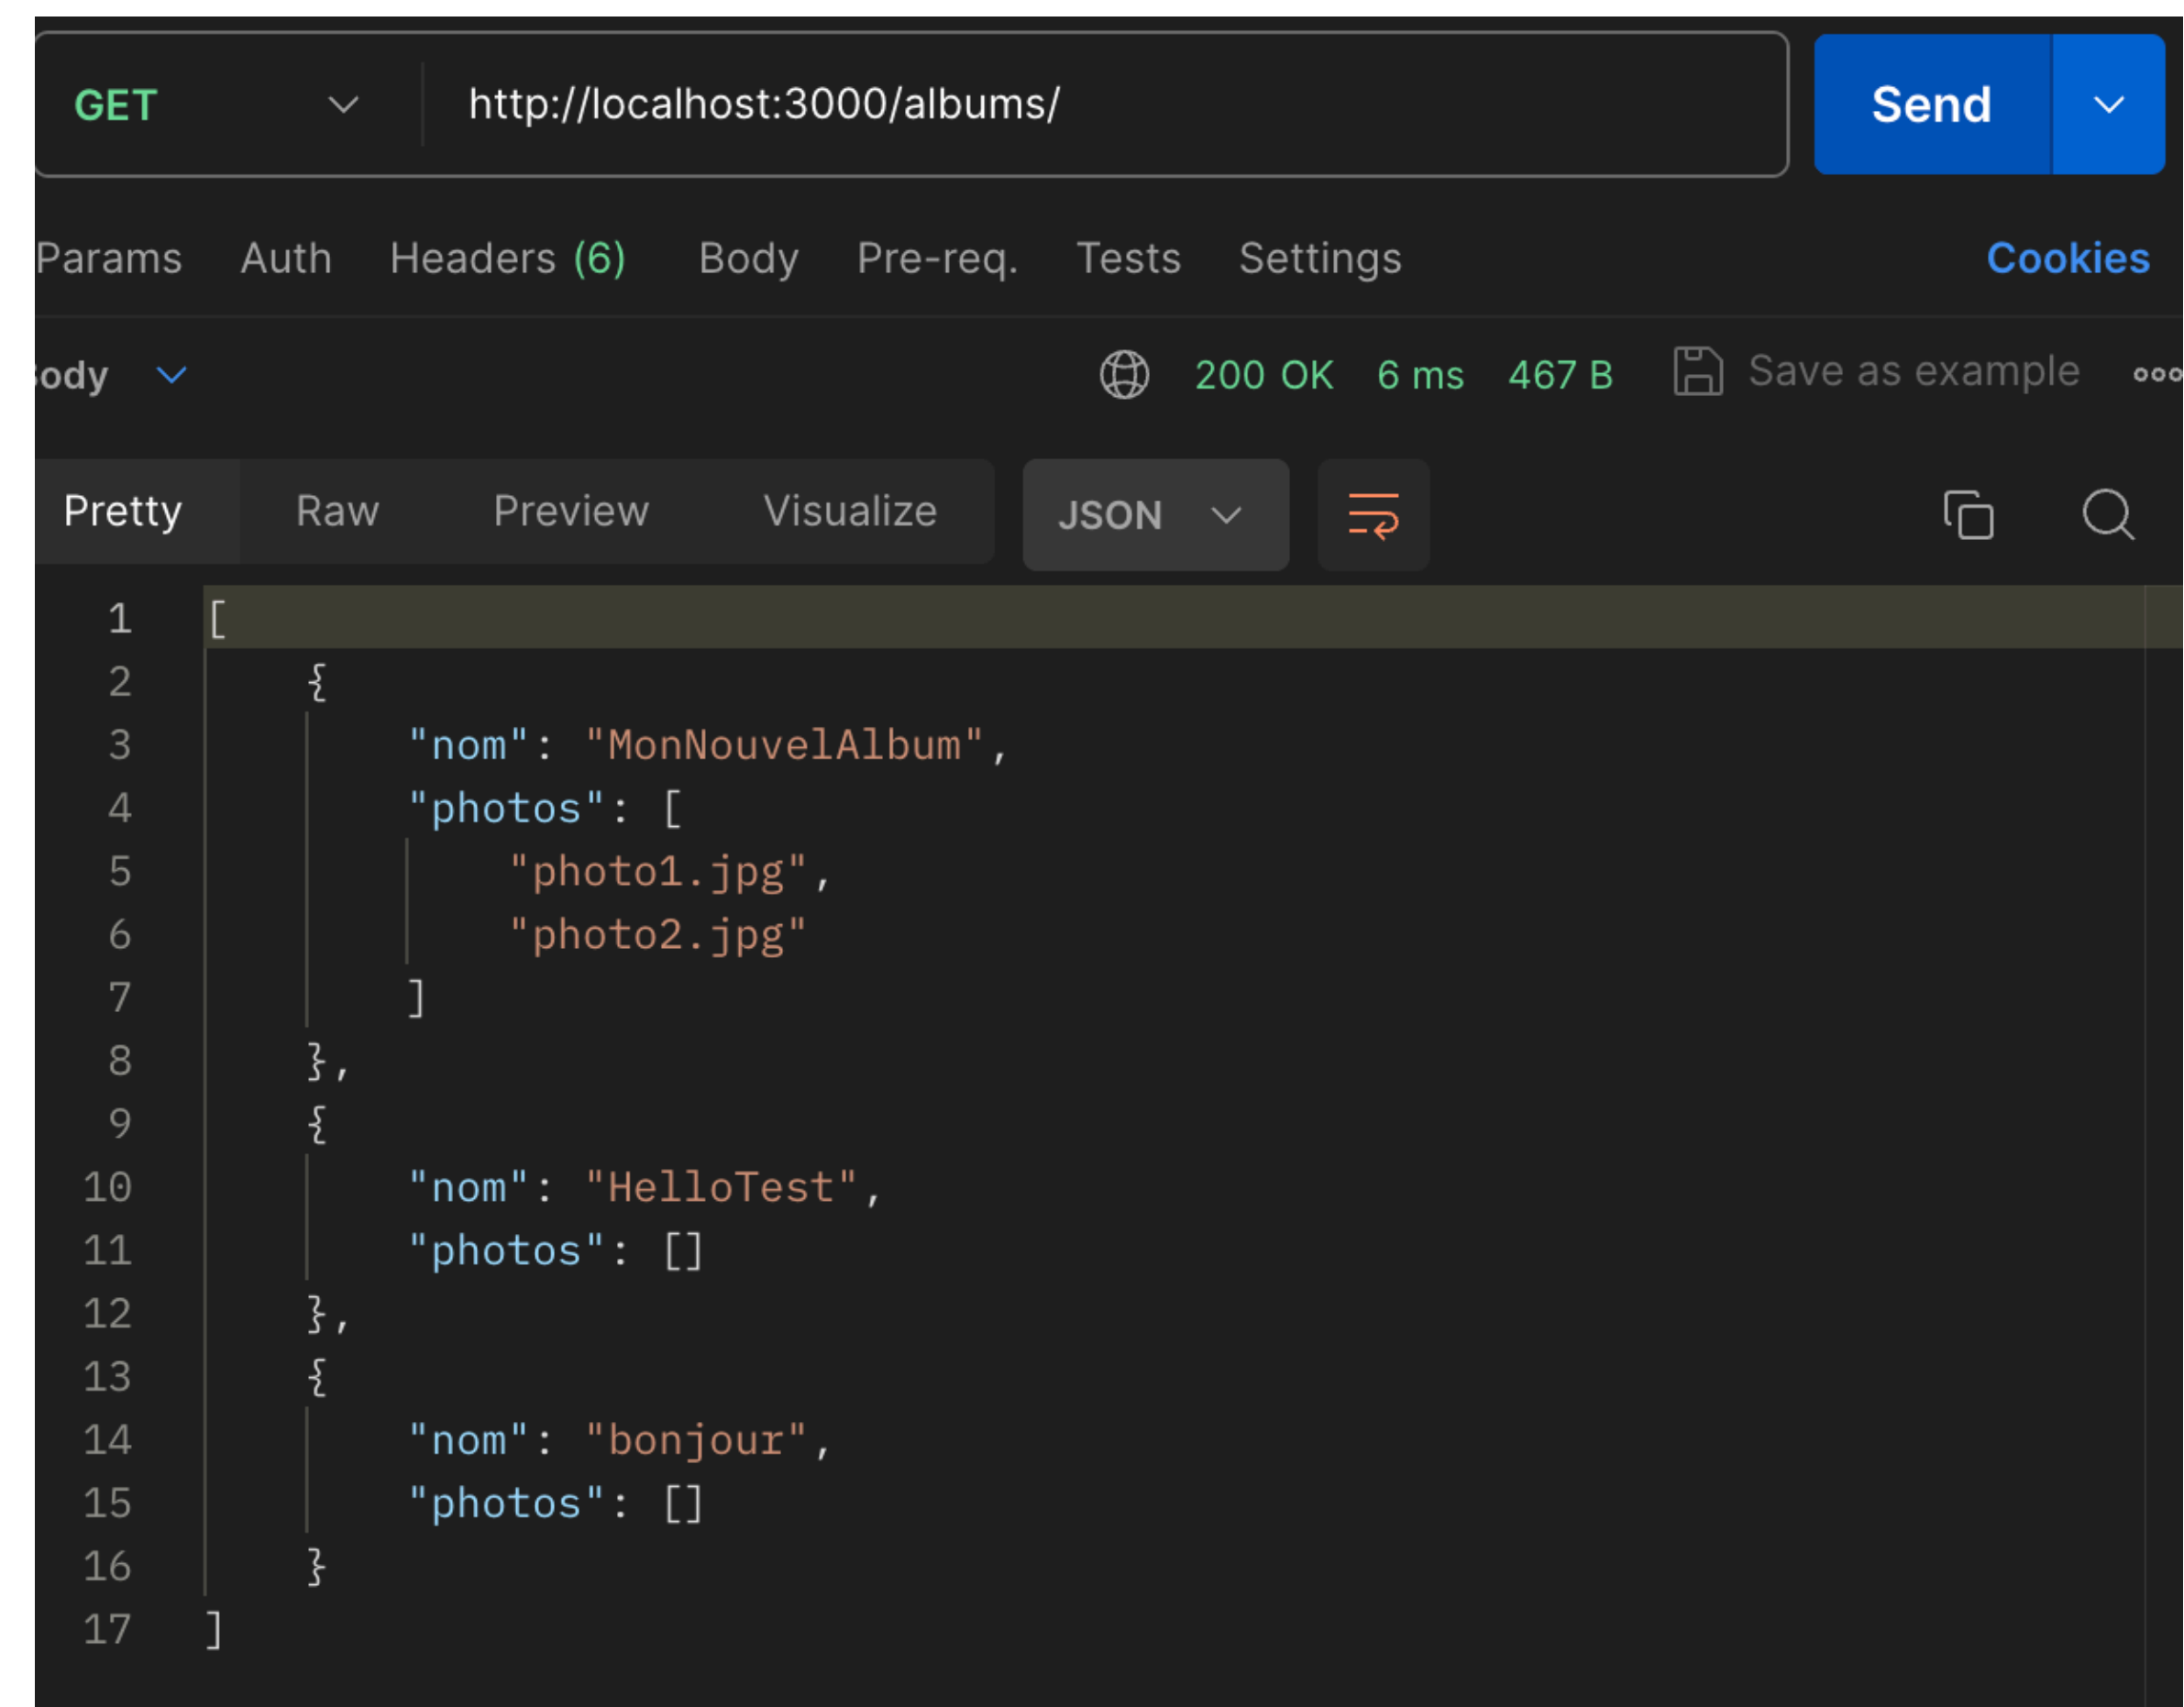 GET http://localhost:3000/albums/ Send
Params Auth Headers (6) Body Pre-req. Tests Settings Cookies
ody 200 OK 6 ms 467 B Save as example
Pretty Raw Preview Visualize JSON
1 [
2 {
3 "nom": "MonNouvelAlbum",
4 "photos": [
5 "photo1.jpg",
6 "photo2.jpg"
7 ]
8 },
9 {
10 "nom": "HelloTest",
11 "photos": []
12 },
13 {
14 "nom": "bonjour",
15 "photos": []
16 }
17 ]